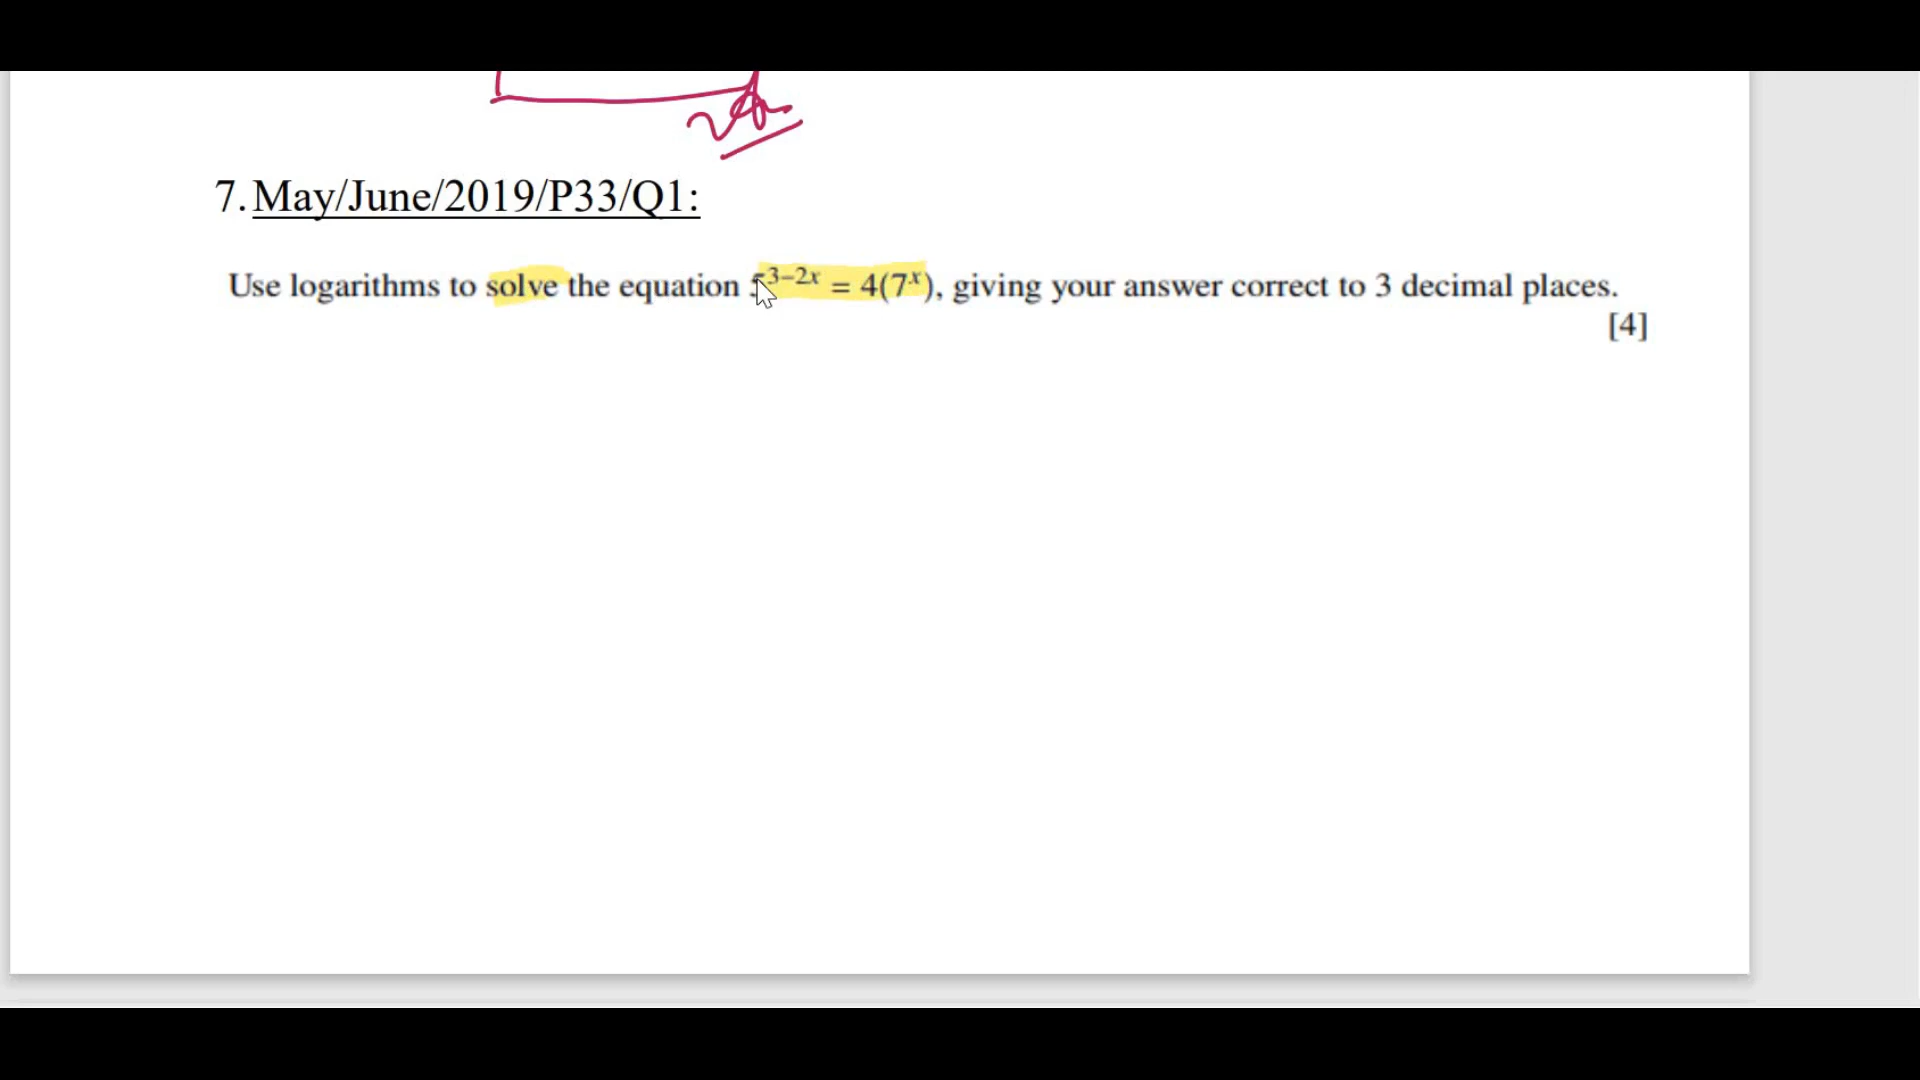 7. May/June/2019/P33/Q1:
Use logarithms to solve the equation 5^{3−2x} = 4(7^x), giving your answer correct to 3 decimal places.
[4]